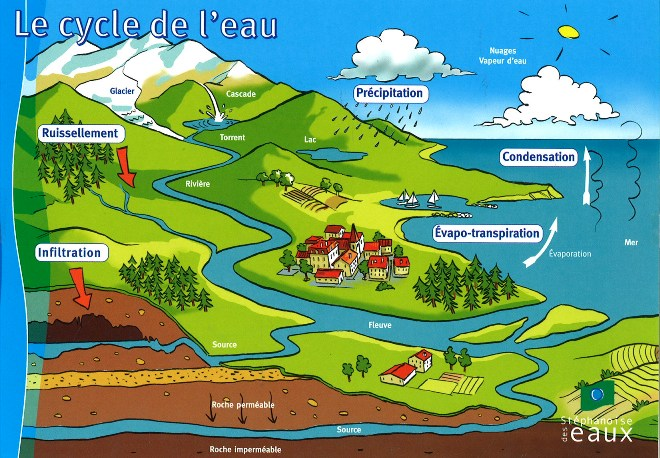 Le cycle de l'eau
Nuages
Vapeur d'eau
Glacier
Cascade
Précipitation
Ruissellement
Torrent
Lac
Condensation
Rivière
Évapo-transpiration
Mer
Infiltration
Évaporation
Fleuve
Source
Roche perméable
Source
Stéphanoise
des eaux
Roche imperméable